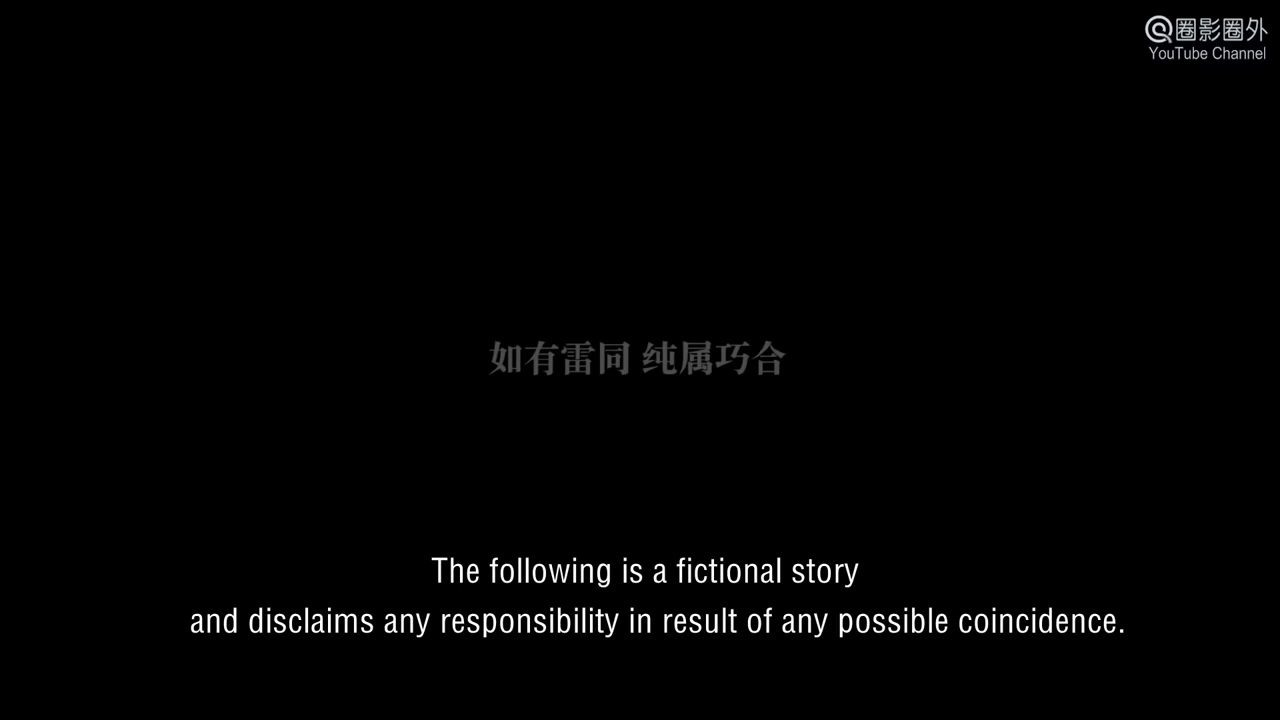 圈影圈外
YouTube Channel
如有雷同 纯属巧合
The following is a fictional story
and disclaims any responsibility in result of any possible coincidence.